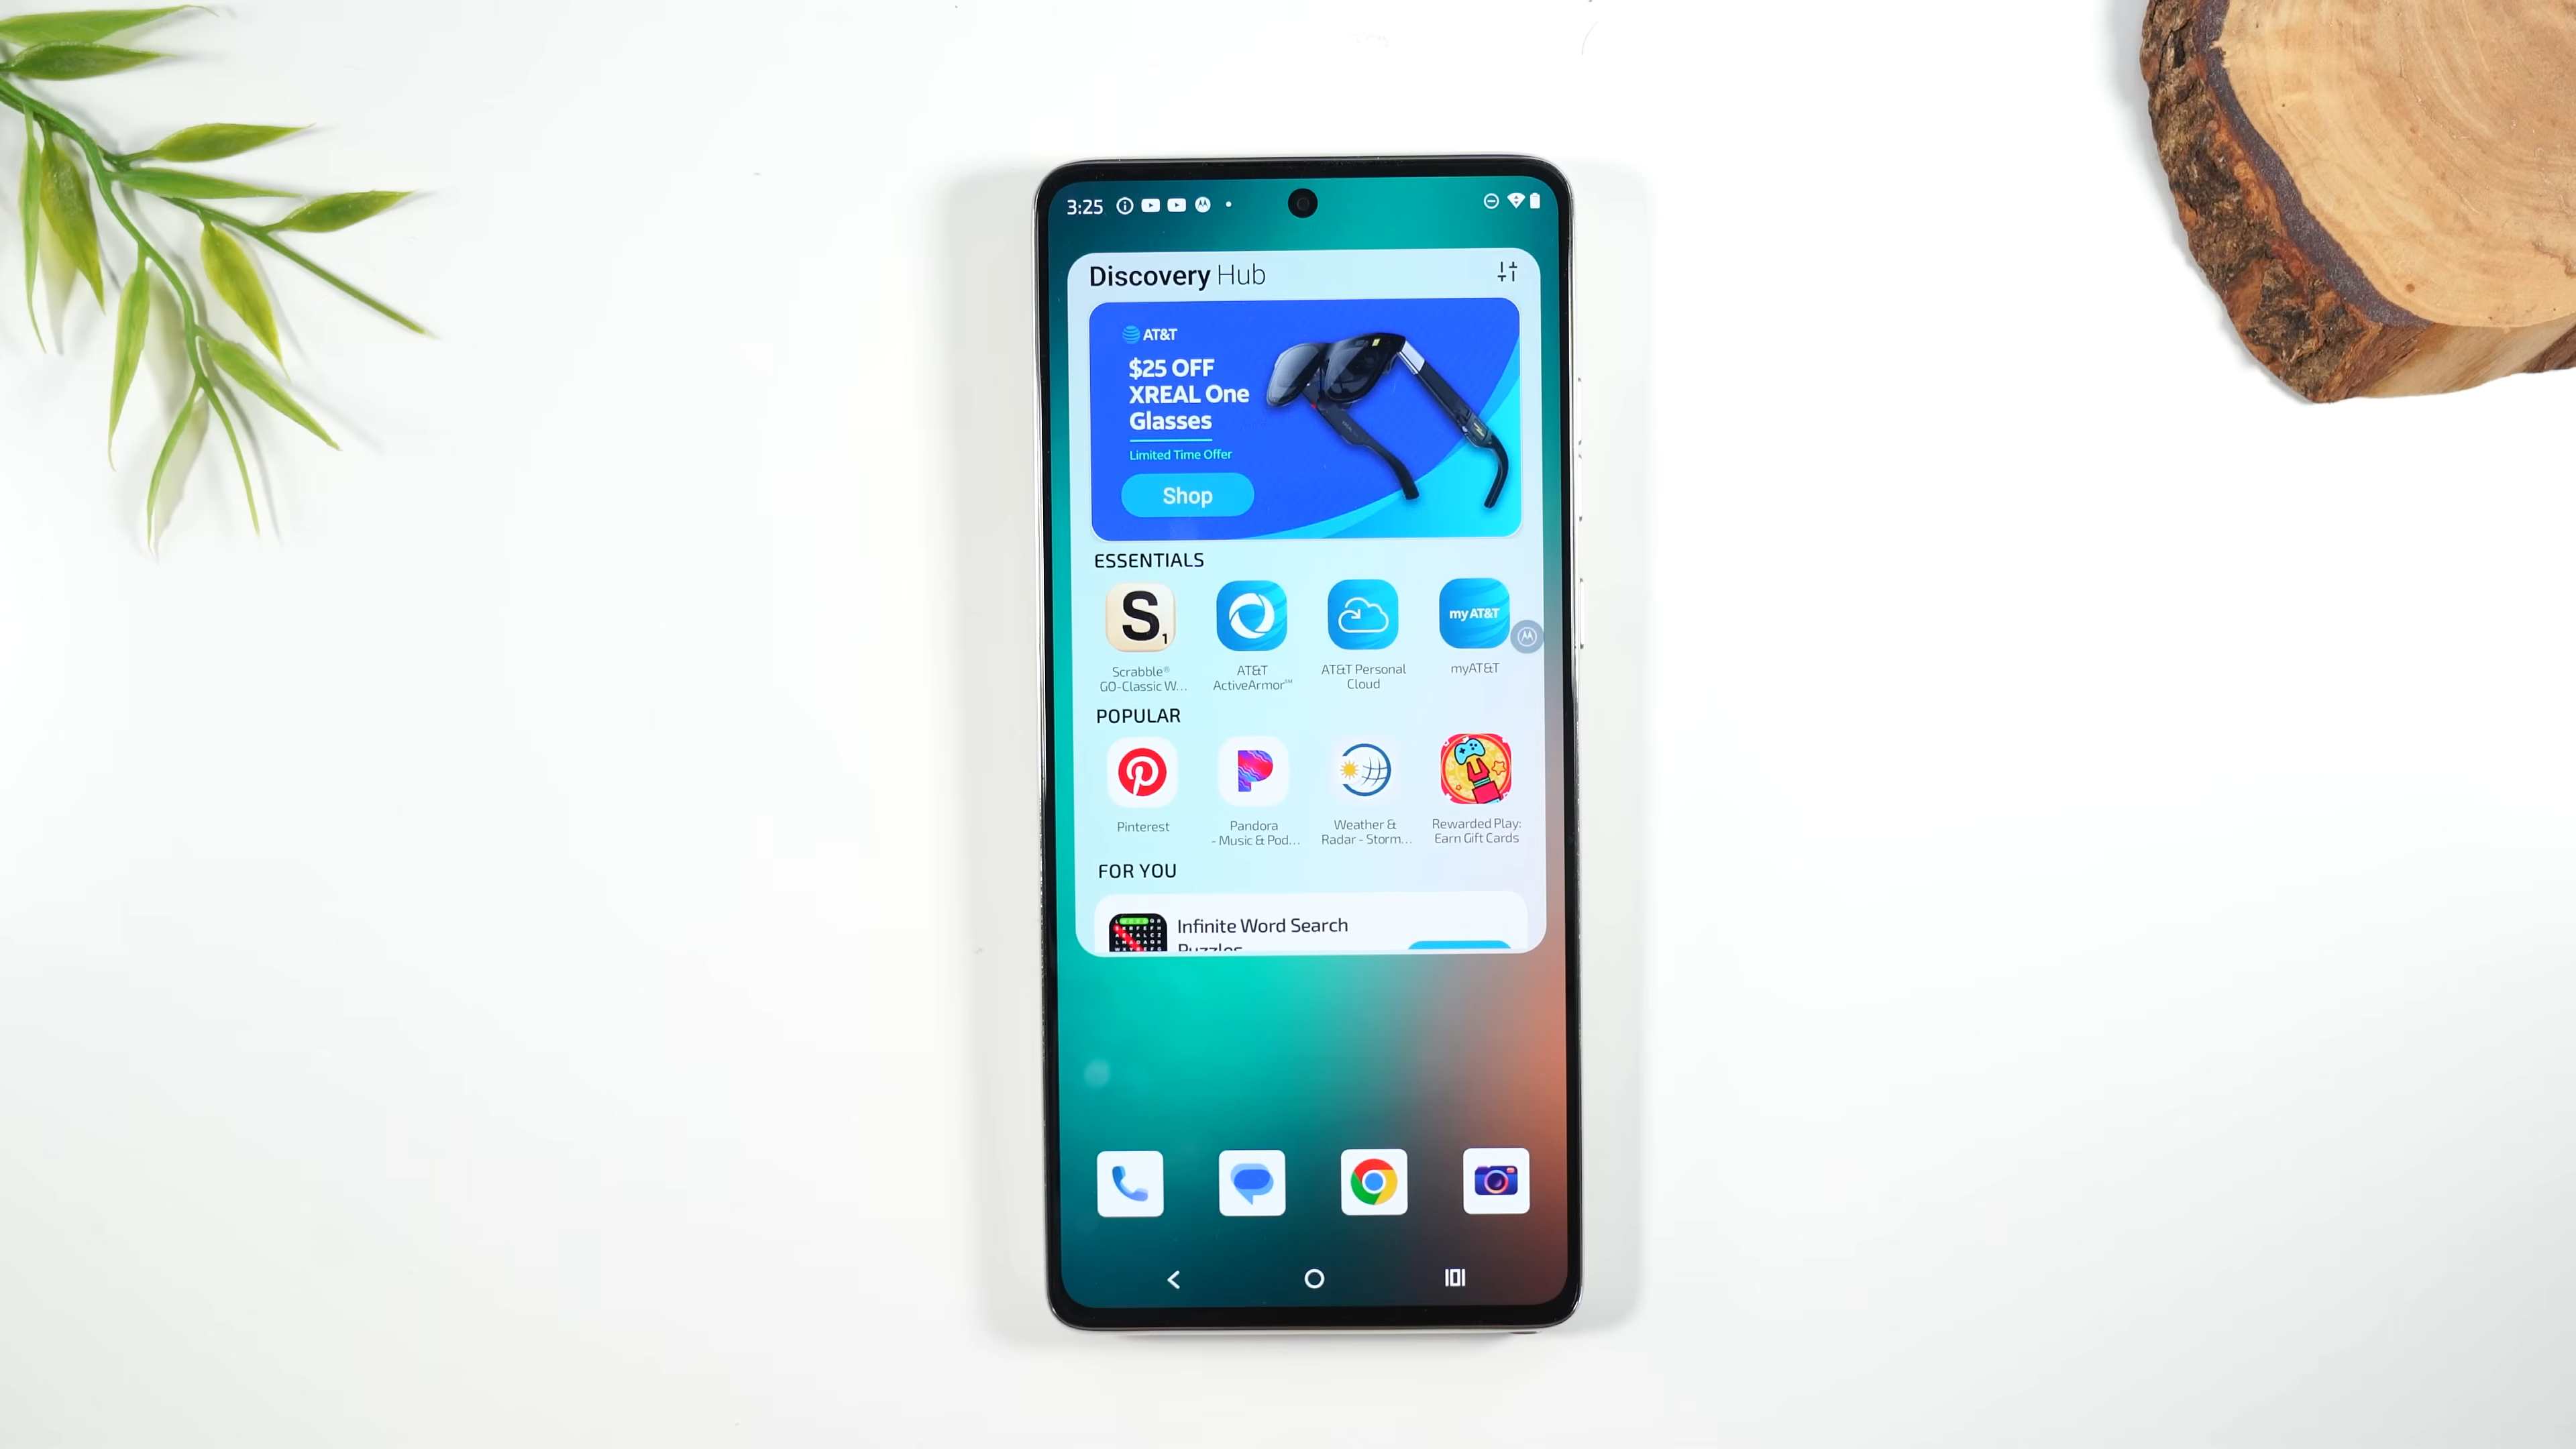 3:25
Discovery Hub
AT&T
$25 OFF
XREAL One
Glasses
Limited Time Offer
Shop
ESSENTIALS
S1
myAT&T
Scrabble®
GO-Classic W...
AT&T
ActiveArmor℠
AT&T Personal
Cloud
myAT&T
POPULAR
Pinterest
Pandora
- Music & Pod...
Weather &
Radar - Storm...
Rewarded Play:
Earn Gift Cards
FOR YOU
Infinite Word Search
Puzzles